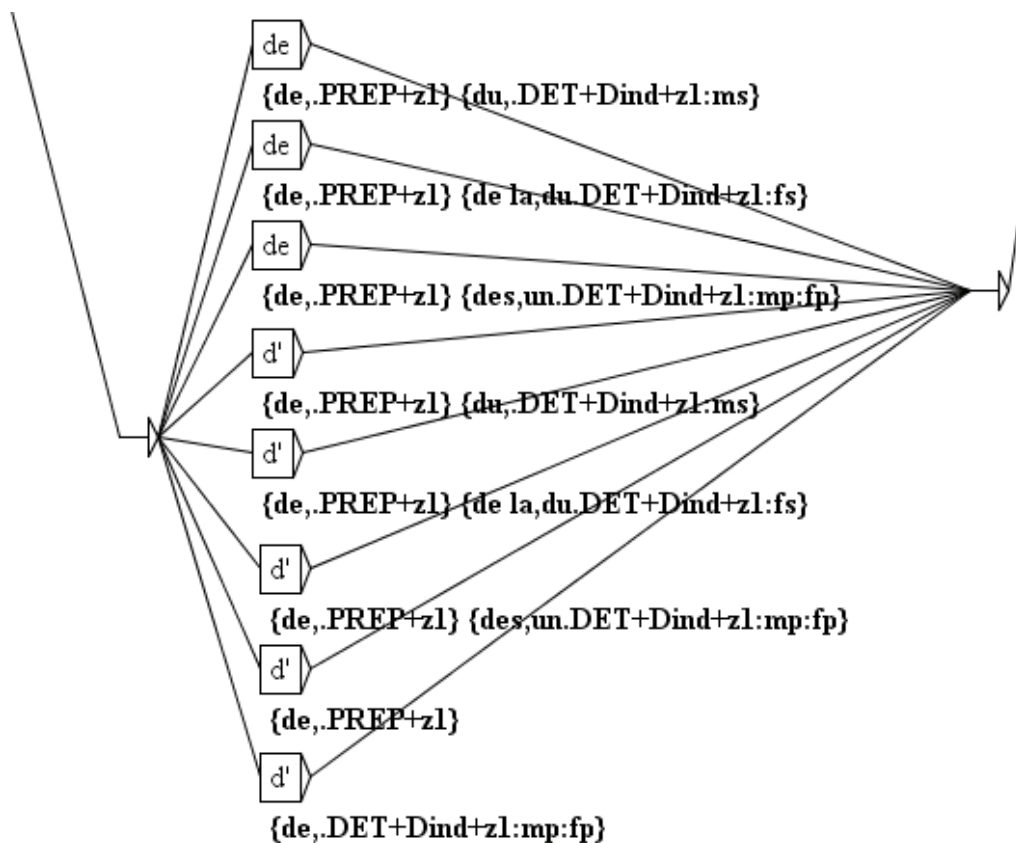 de
{de,.PREP+z1} {du,.DET+Dind+z1:ms}
de
{de,.PREP+z1} {de la,du.DET+Dind+z1:fs}
de
{de,.PREP+z1} {des,un.DET+Dind+z1:mp:fp}
d'
{de,.PREP+z1} {du,.DET+Dind+z1:ms}
d'
{de,.PREP+z1} {de la,du.DET+Dind+z1:fs}
d'
{de,.PREP+z1} {des,un.DET+Dind+z1:mp:fp}
d'
{de,.PREP+z1}
d'
{de,.DET+Dind+z1:mp:fp}